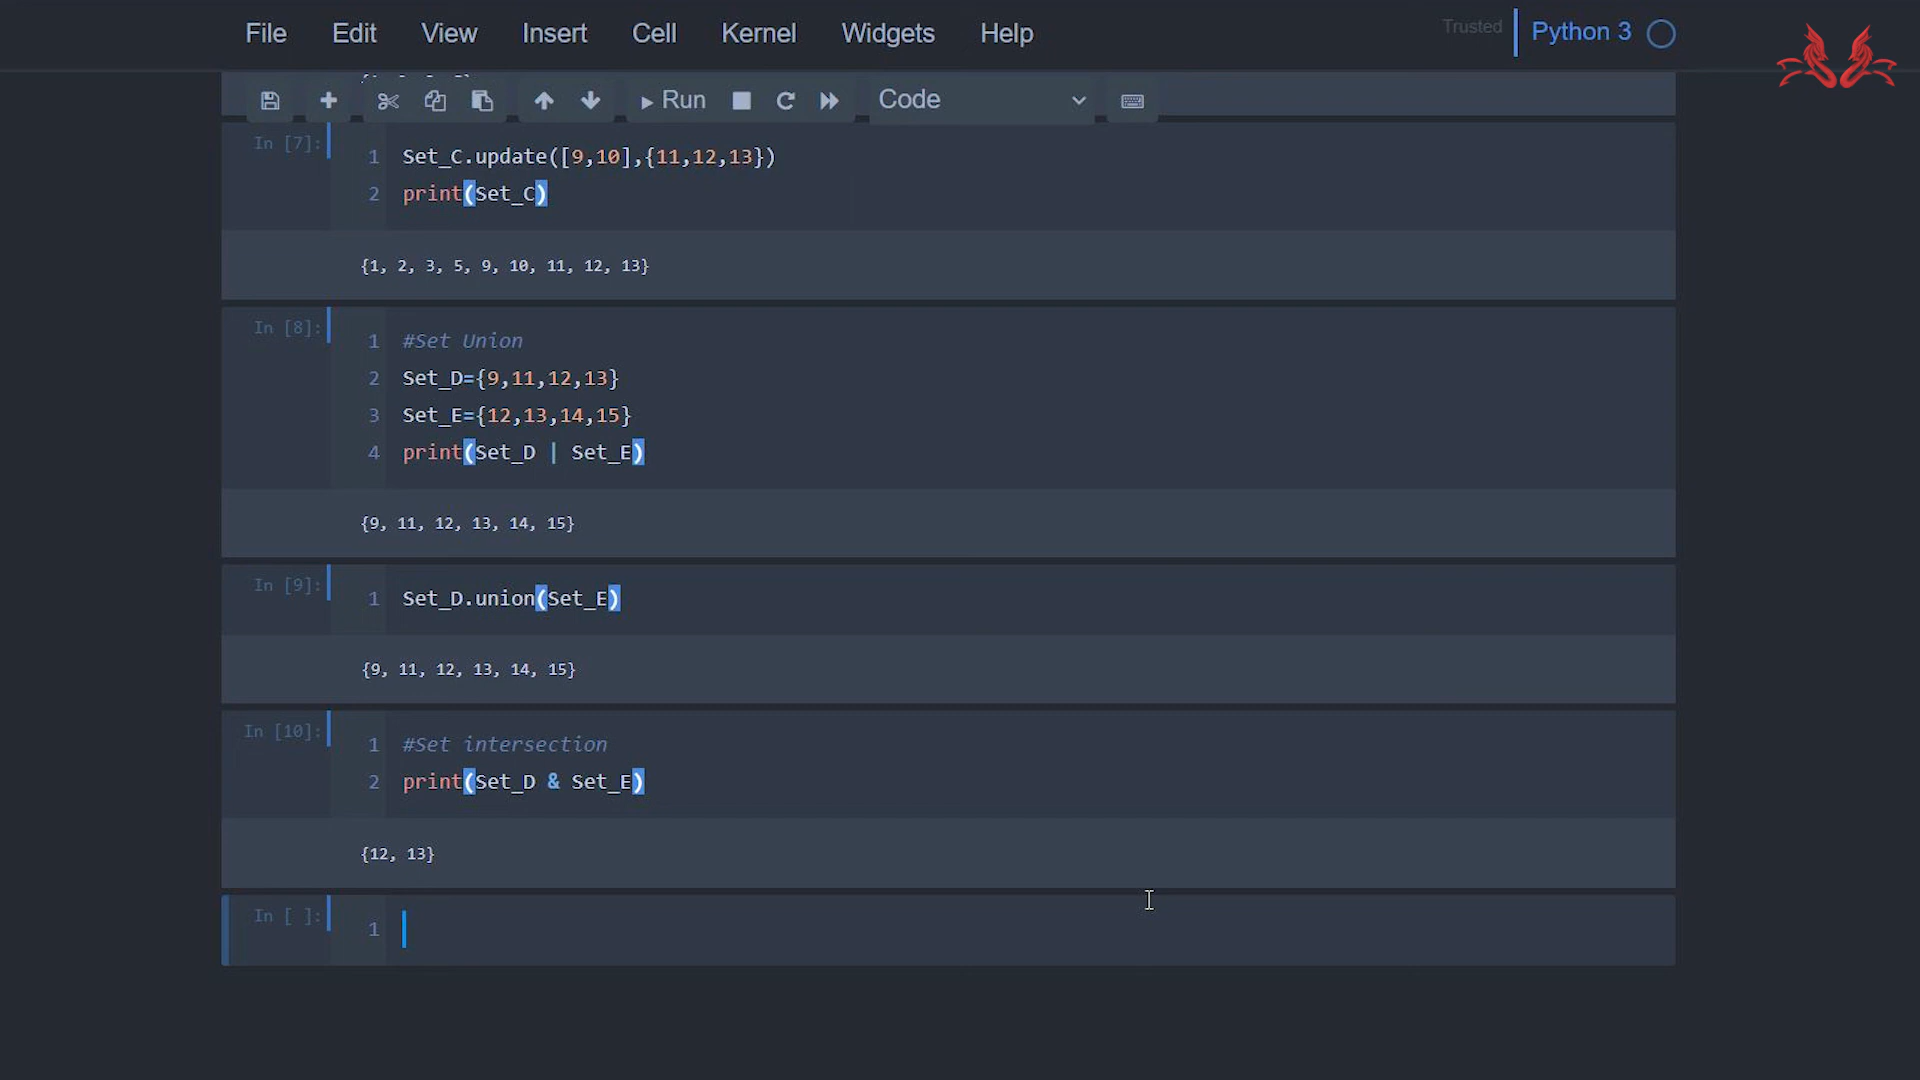 File Edit View Insert Cell Kernel Widgets Help Trusted Python 3
Run Code
In [7]:
1 Set_C.update([9,10],{11,12,13})
2 print(Set_C)
{1, 2, 3, 5, 9, 10, 11, 12, 13}
In [8]:
1 #Set Union
2 Set_D={9,11,12,13}
3 Set_E={12,13,14,15}
4 print(Set_D | Set_E)
{9, 11, 12, 13, 14, 15}
In [9]:
1 Set_D.union(Set_E)
{9, 11, 12, 13, 14, 15}
In [10]:
1 #Set intersection
2 print(Set_D & Set_E)
{12, 13}
In [ ]:
1